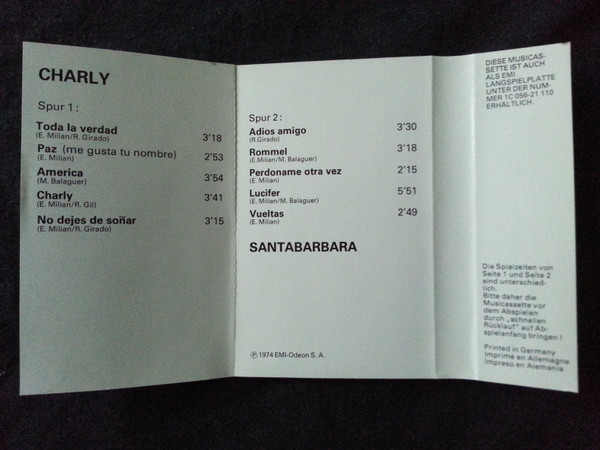 CHARLY
Spur 1:
Toda la verdad 3'18
(E. Milian/R. Girado)
Paz (me gusta tu nombre) 2'53
(E. Milian)
America 3'54
(M. Balaguer)
Charly 3'41
(E. Milian/R. Gil)
No dejes de soñar 3'15
(E. Milian/R. Girado)
Spur 2:
Adios amigo 3'30
(R.Girado)
Rommel 3'18
(E.Milian/M. Balaguer)
Perdoname otra vez 2'15
(E. Milian)
Lucifer 5'51
(E. Milian/M. Balaguer)
Vueltas 2'49
(E. Milian)
SANTABARBARA
℗ 1974 EMI-Odeon S. A.
DIESE MUSICAS-
SETTE IST AUCH
ALS EMI
LANGSPIELPLATTE
UNTER DER NUM-
MER 1C 056-21 110
ERHÄLTLICH.
Die Spielzeiten von
Seite 1 und Seite 2
sind unterschied-
lich.
Bitte daher die
Musicassette vor
dem Abspielen
durch „schnellen
Rücklauf" auf Ab-
spielanfang bringen!
Printed in Germany
Imprimé en Allemagne
Impreso en Alemania